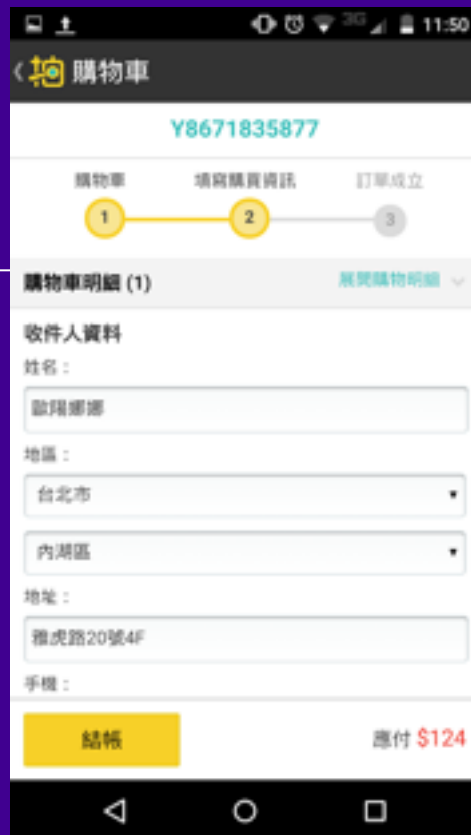 3G 11:50
拍 購物車
Y8671835877
購物車 填寫購買資訊 訂單成立
1 2 3
購物車明細 (1) 展開購物明細
收件人資料
姓名：
歐陽娜娜
地區：
台北市
內湖區
地址：
雅虎路20號4F
手機：
結帳 應付 $124